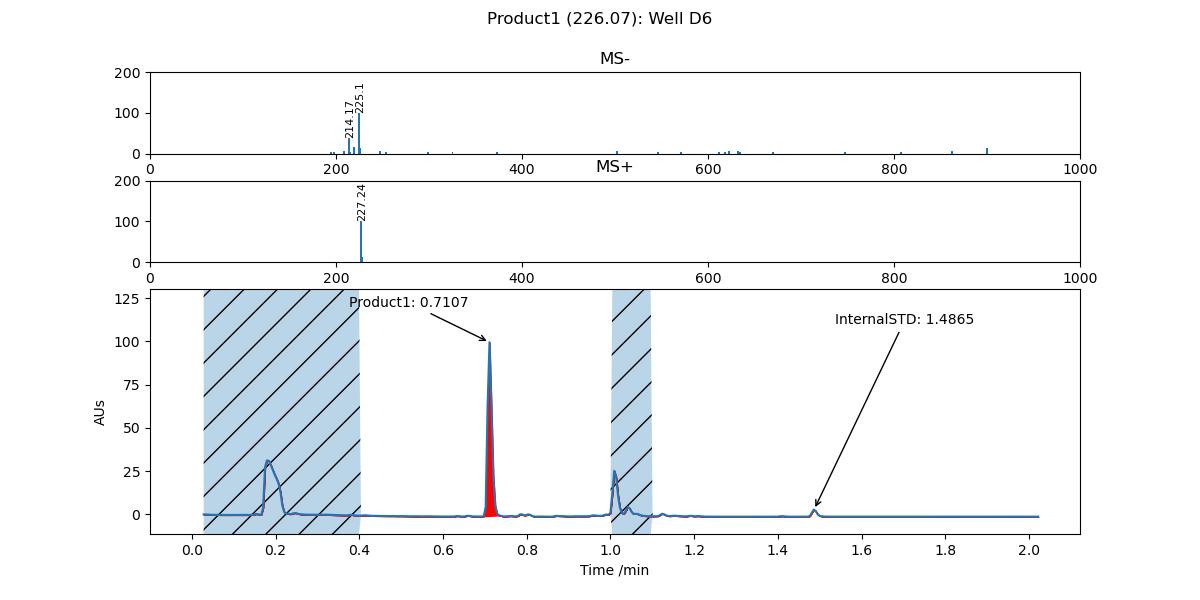 Product1 (226.07): Well D6
MS-
200
100
0
214.17
225.1
0 200 400 600 800 1000
MS+
200
100
0
227.24
0 200 400 600 800 1000
125
100
75
50
25
0
AUs
Product1: 0.7107
InternalSTD: 1.4865
0.0 0.2 0.4 0.6 0.8 1.0 1.2 1.4 1.6 1.8 2.0
Time /min